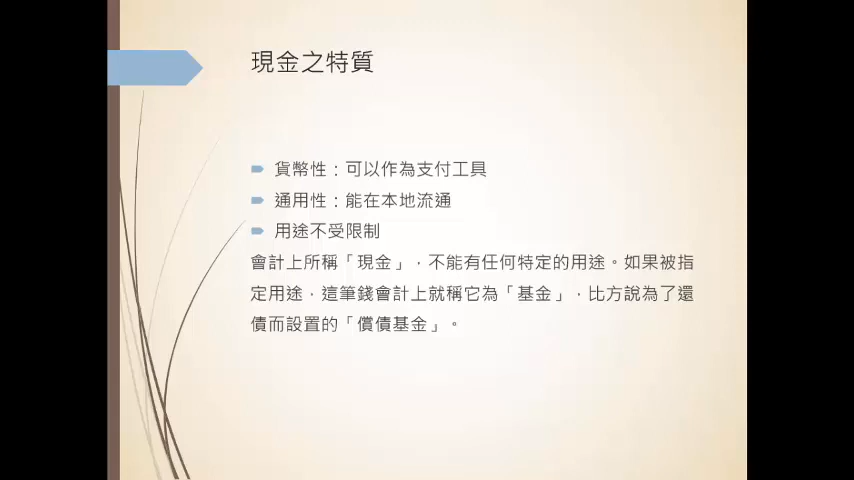 現金之特質
貨幣性：可以作為支付工具
通用性：能在本地流通
用途不受限制
會計上所稱「現金」，不能有任何特定的用途。如果被指
定用途，這筆錢會計上就稱它為「基金」，比方說為了還
債而設置的「償債基金」。